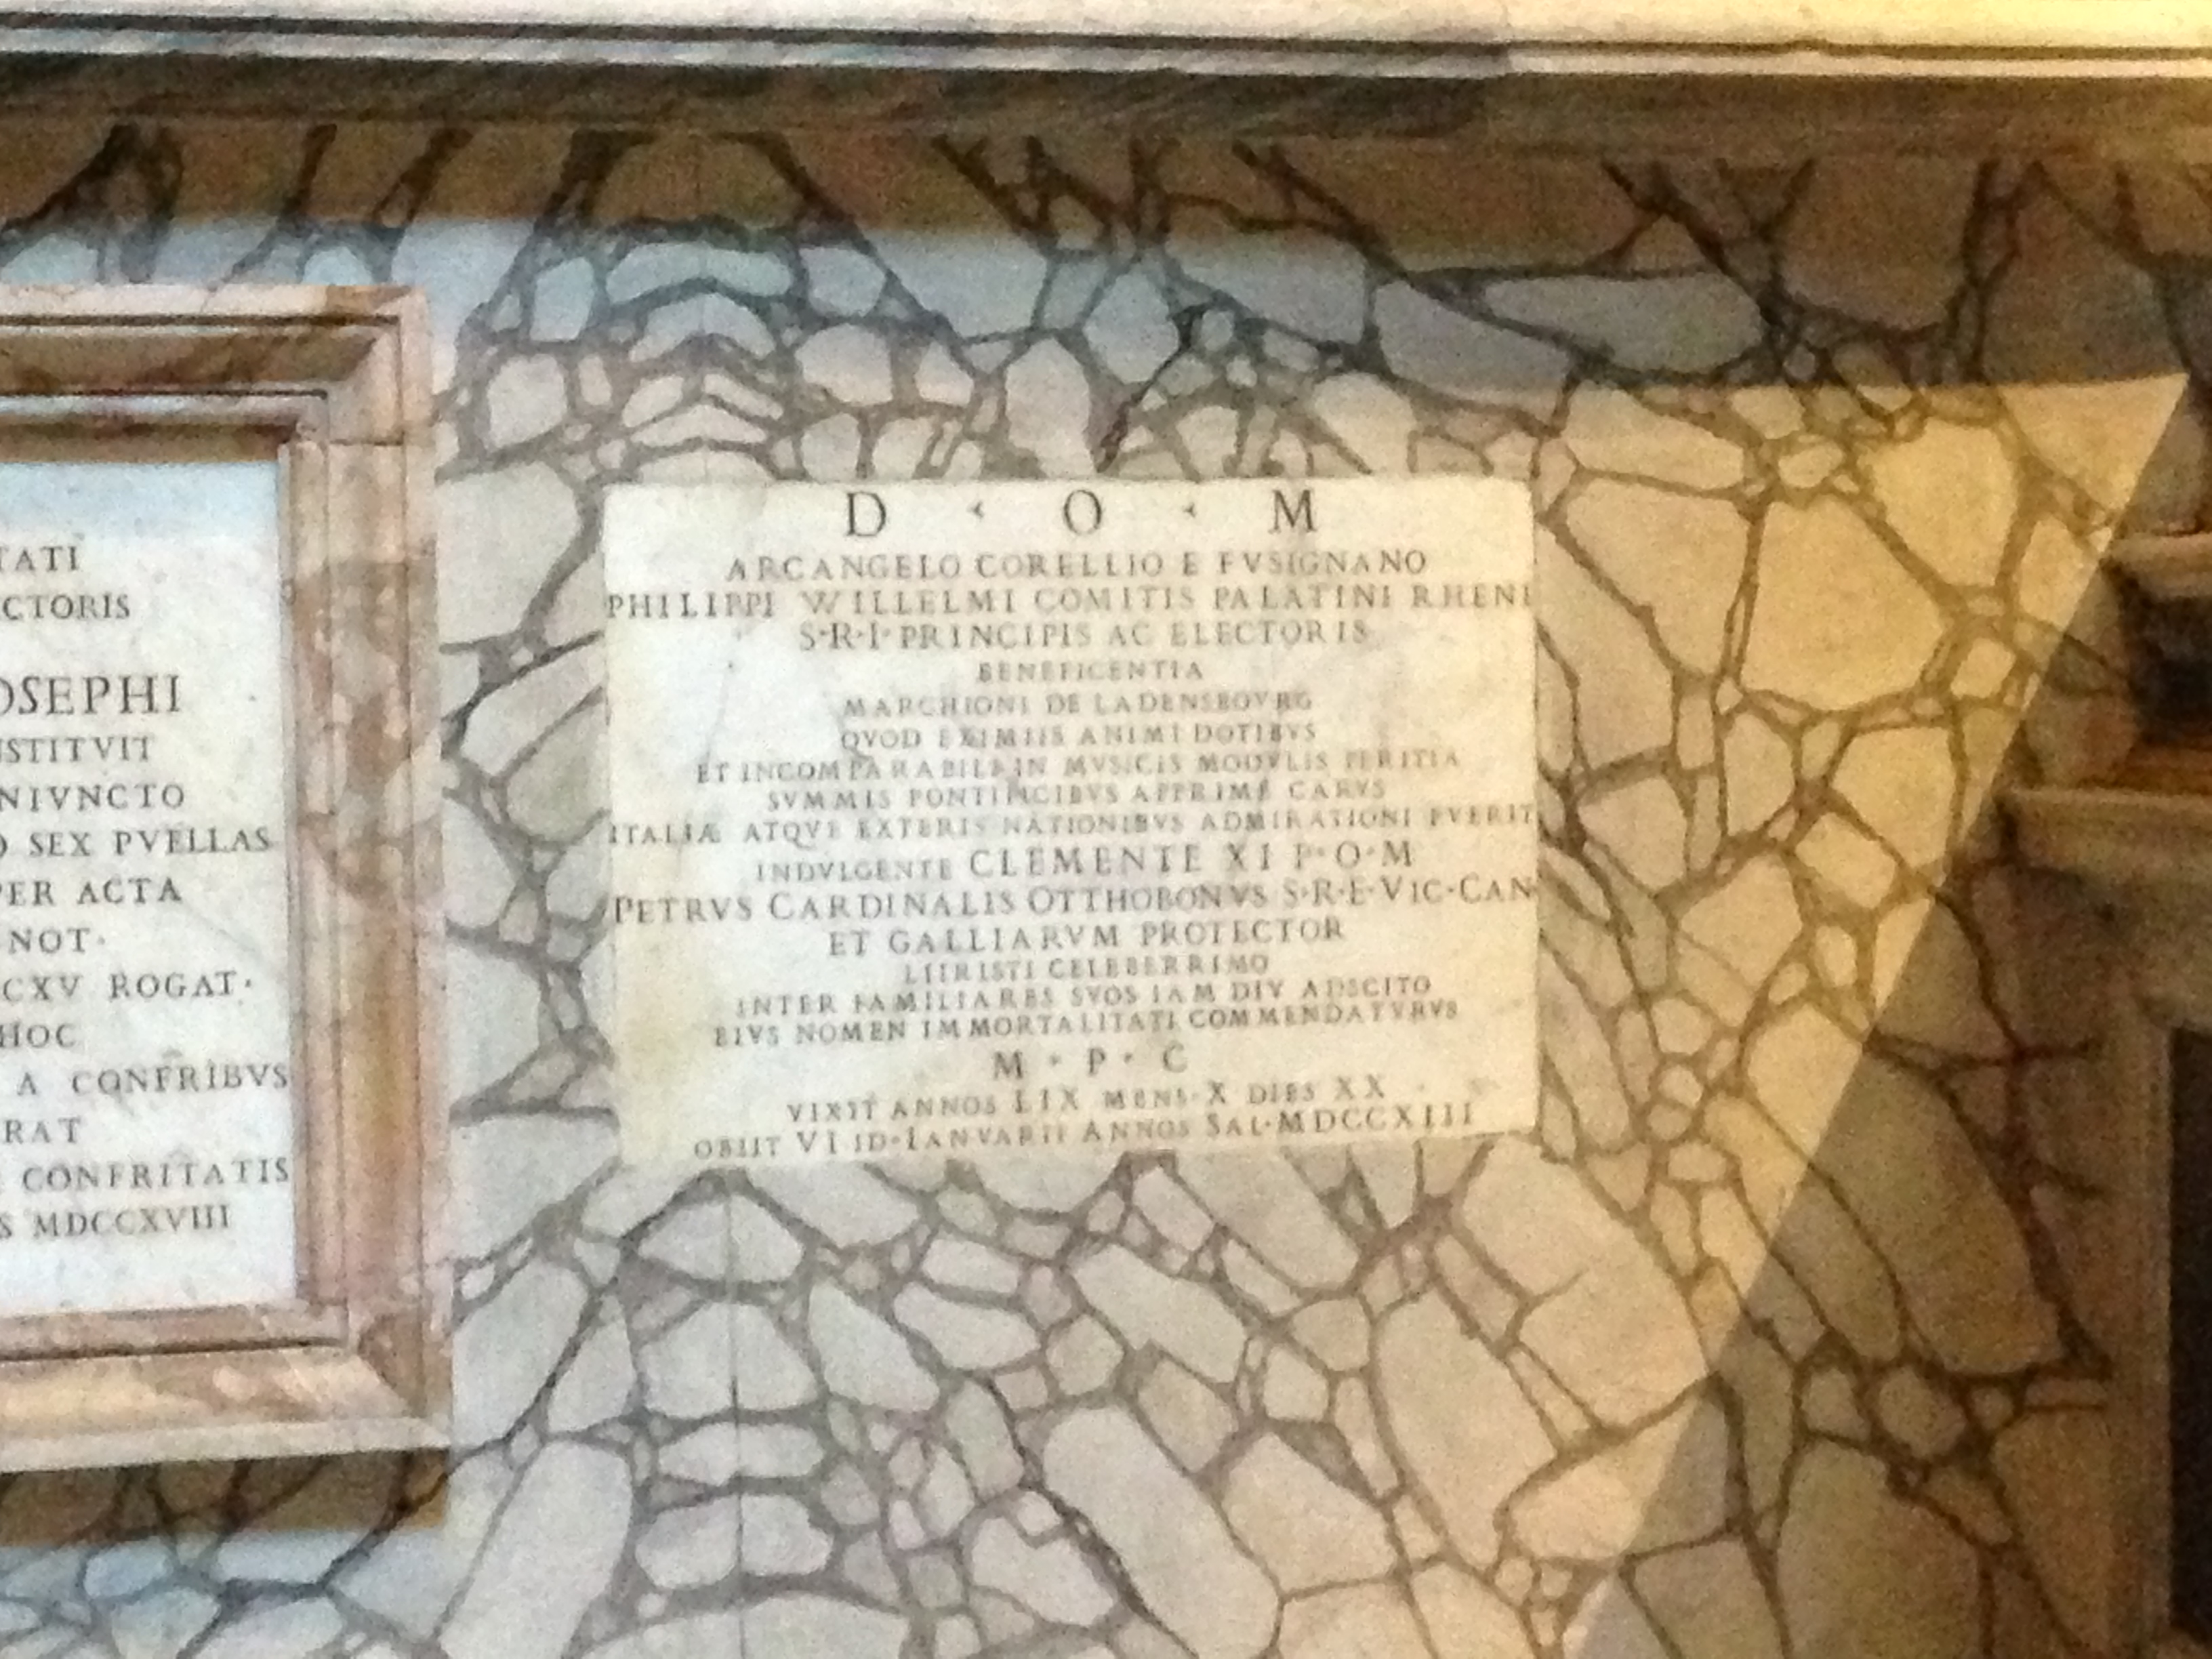 TATI
CTORIS
OSEPHI
STITVIT
NIVNCTO
O SEX PVELLAS
PER ACTA
NOT·
CXV ROGAT·
HOC
A CONFRIBVS
RAT
CONFRITATIS
S MDCCXVIII
D · O · M
ARCANGELO CORELLIO E FVSIGNANO
PHILIPPI WILLELMI COMITIS PALATINI RHENI
S·R·I·PRINCIPIS AC ELECTORIS
BENEFICENTIA
MARCHIONI DE LADENSBOVRG
QVOD EXIMIIS ANIMI DOTIBVS
ET INCOMPARABILI IN MVSICIS MODVLIS PERITIA
SVMMIS PONTIFICIBVS APPRIME CARVS
ITALIÆ ATQVE EXTERIS NATIONIBVS ADMIRATIONI FVERIT
INDVLGENTE CLEMENTE XI P·O·M
PETRVS CARDINALIS OTTHOBONVS S·R·E·VIC·CAN·
ET GALLIARVM PROTECTOR
LIIRISTI CELEBERRIMO
INTER FAMILIARES SVOS IAM DIV ADSCITO
EIVS NOMEN IMMORTALITATI COMMENDATVRVS
M · P · C
VIXIT ANNOS LIX MENS·X DIES XX
OBIIT VI ID·IANVARII ANNOS SAL·MDCCXIII